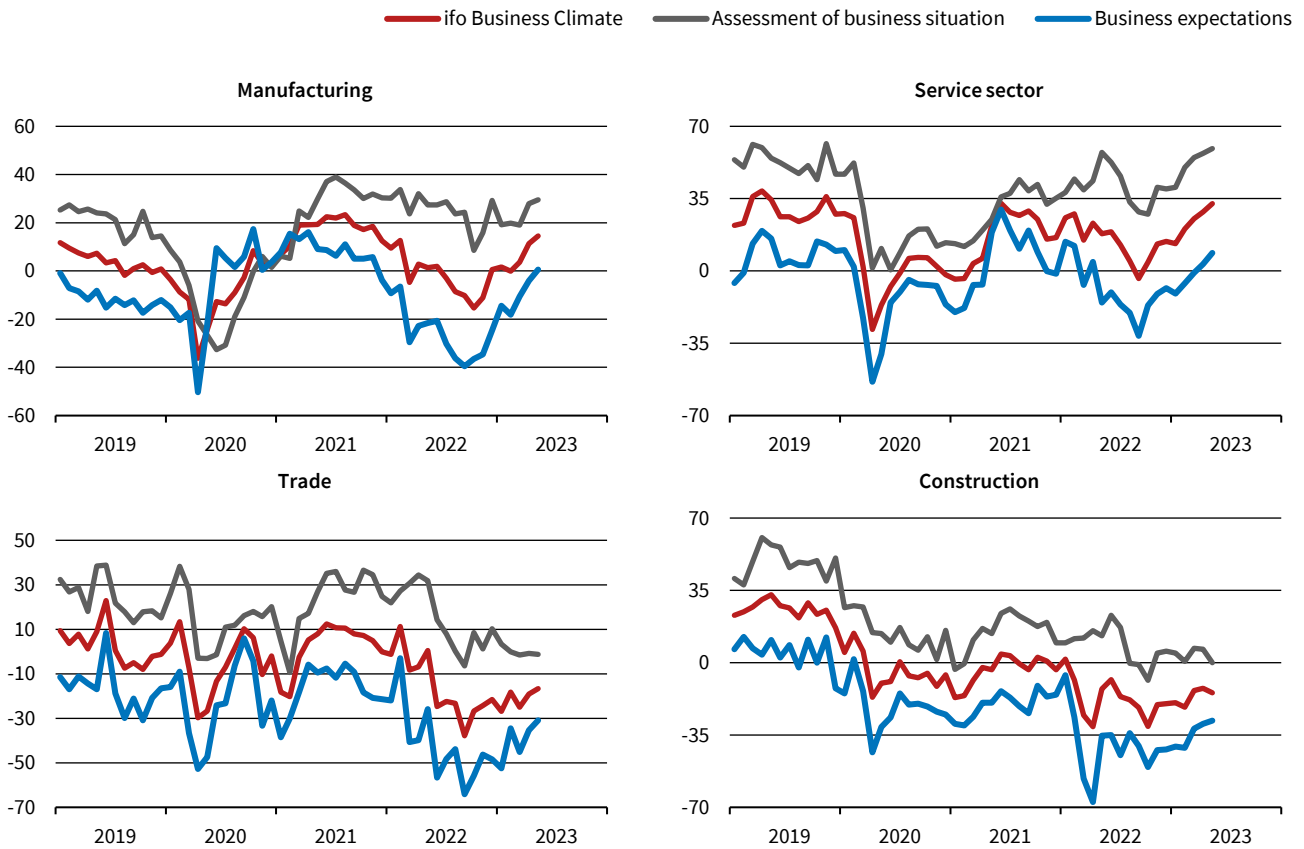 ifo Business Climate Assessment of business situation Business expectations
Manufacturing
60
40
20
0
-20
-40
-60
2019 2020 2021 2022 2023
Service sector
70
35
0
-35
-70
2019 2020 2021 2022 2023
Trade
50
30
10
-10
-30
-50
-70
2019 2020 2021 2022 2023
Construction
70
35
0
-35
-70
2019 2020 2021 2022 2023